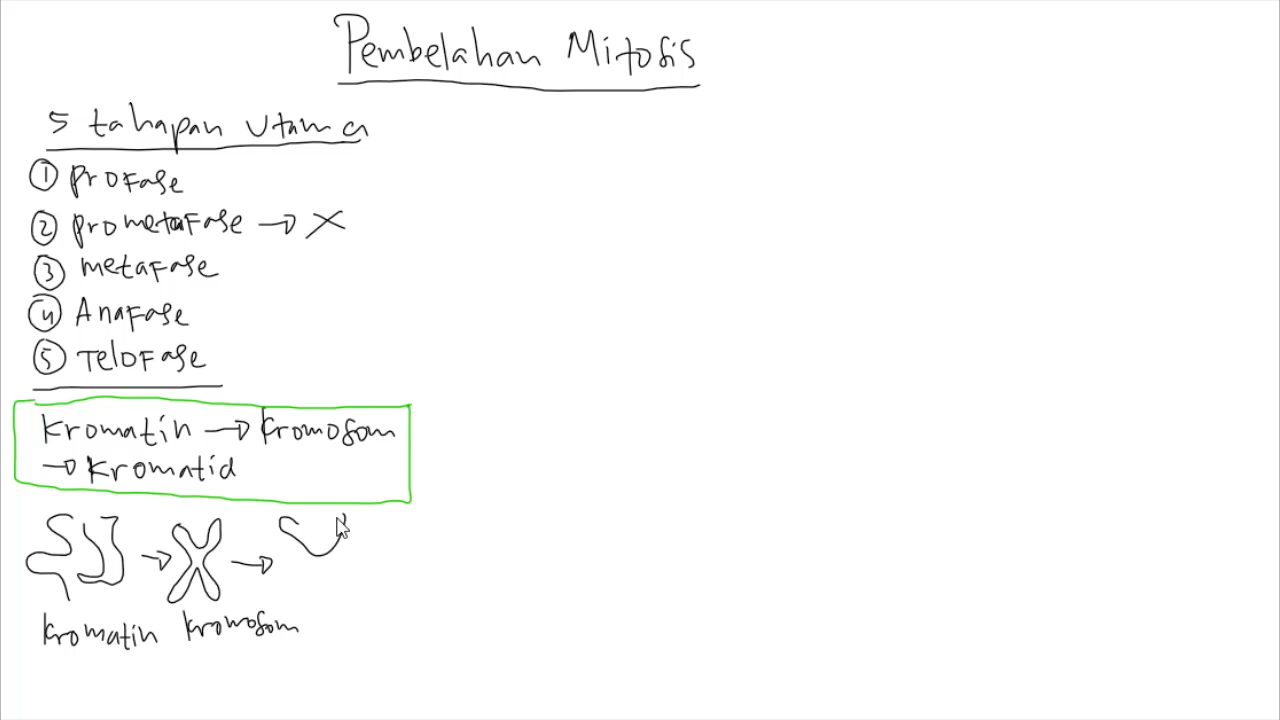 Pembelahan Mitosis
5 tahapan Utama
① Profase
② Prometafase → X
③ Metafase
④ Anafase
⑤ Telofase
Kromatin → Kromosom
→ Kromatid
Kromatin Kromosom